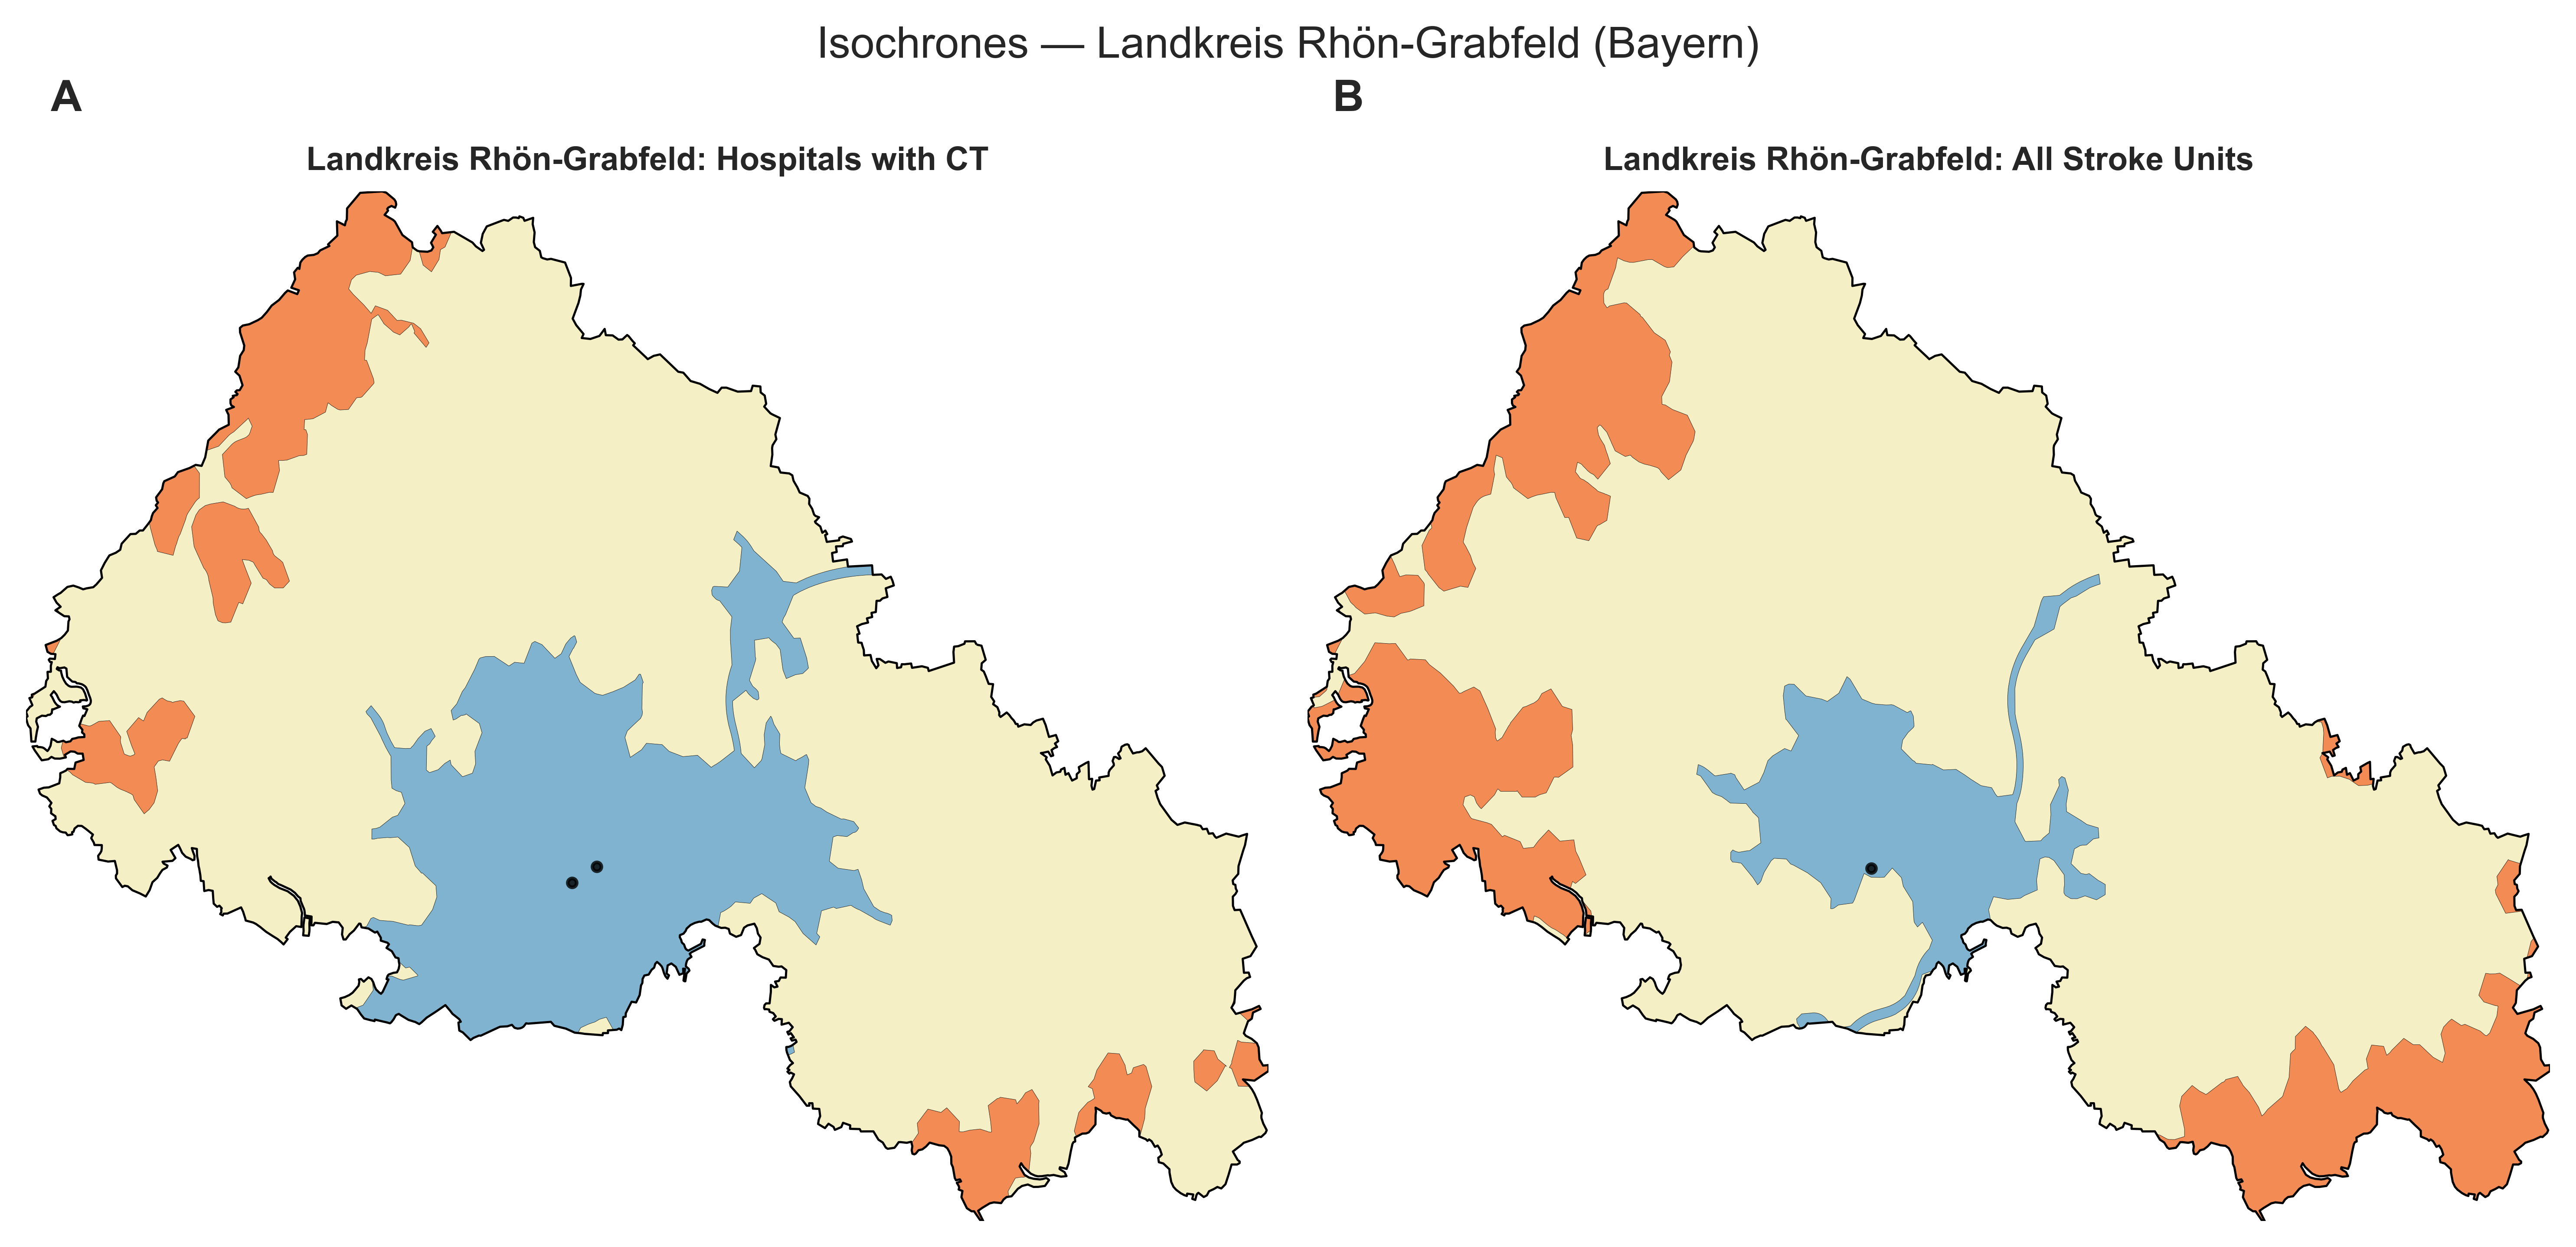 Isochrones — Landkreis Rhön-Grabfeld (Bayern)
A
B
Landkreis Rhön-Grabfeld: Hospitals with CT
Landkreis Rhön-Grabfeld: All Stroke Units